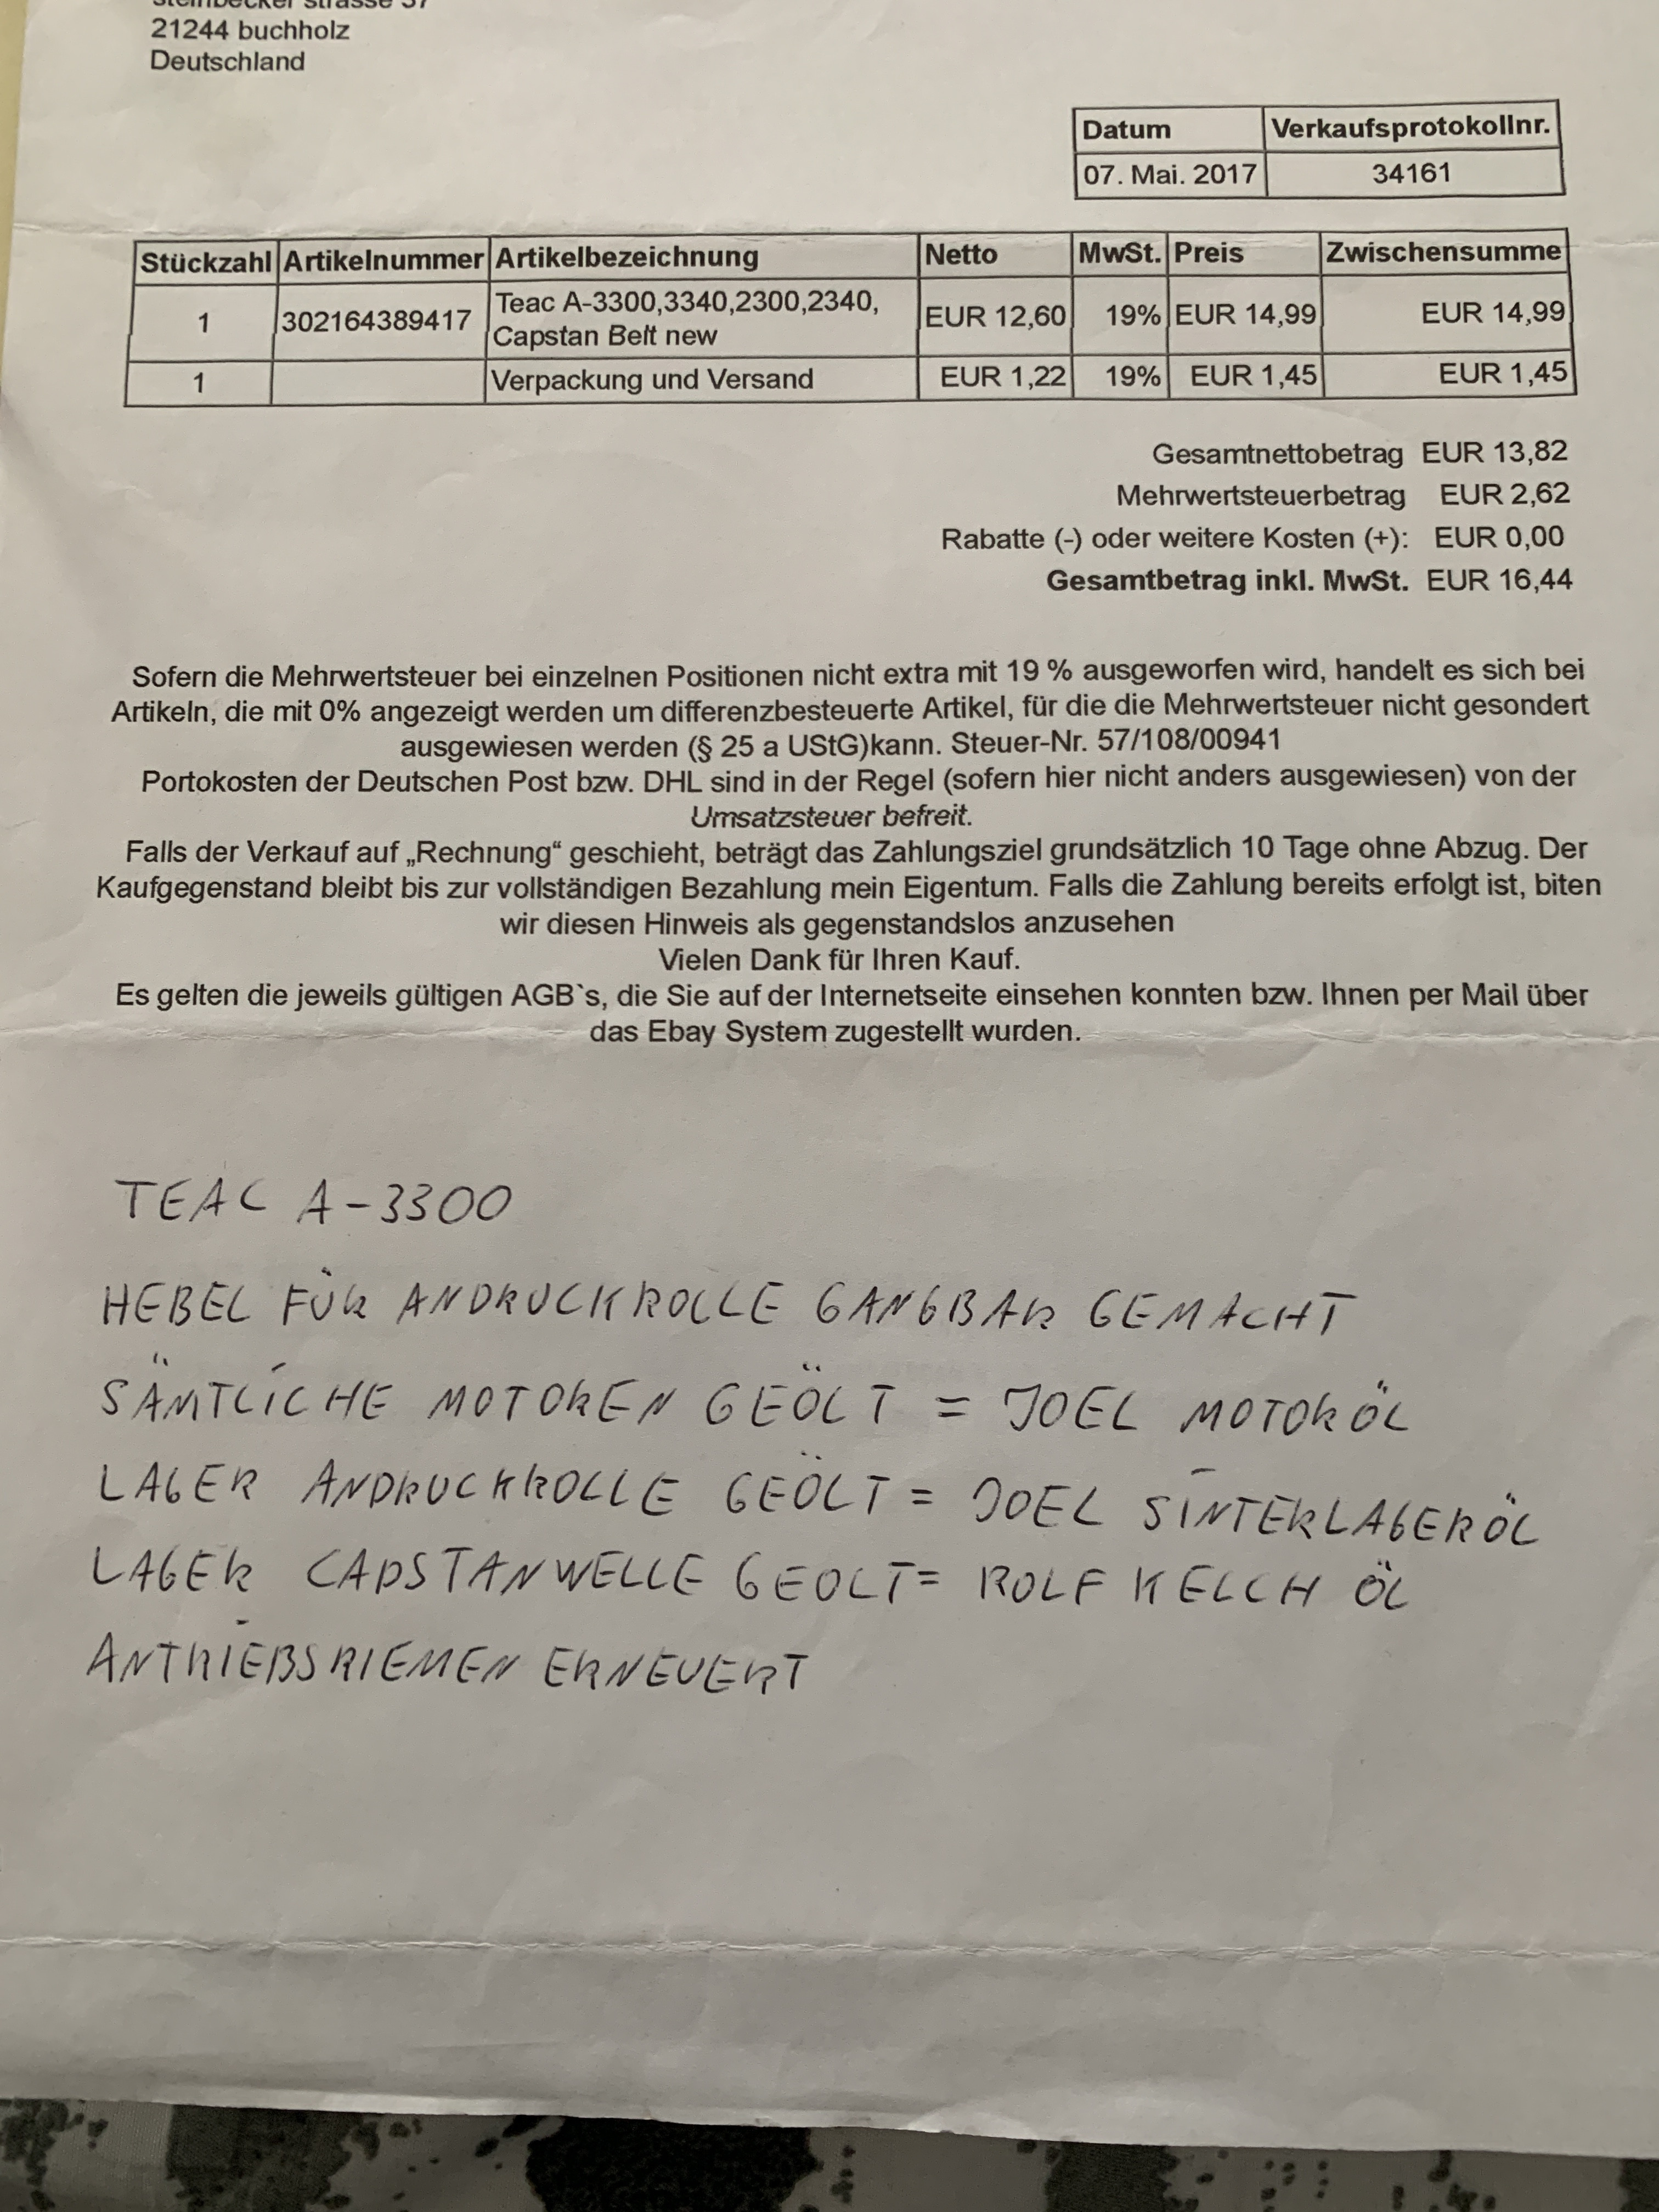 Steinbecker strasse 37
21244 buchholz
Deutschland
Datum Verkaufsprotokollnr.
07. Mai. 2017 34161
Stückzahl Artikelnummer Artikelbezeichnung Netto MwSt. Preis Zwischensumme
1 302164389417 Teac A-3300,3340,2300,2340, EUR 12,60 19% EUR 14,99 EUR 14,99
Capstan Belt new
1 Verpackung und Versand EUR 1,22 19% EUR 1,45 EUR 1,45
Gesamtnettobetrag EUR 13,82
Mehrwertsteuerbetrag EUR 2,62
Rabatte (-) oder weitere Kosten (+): EUR 0,00
Gesamtbetrag inkl. MwSt. EUR 16,44
Sofern die Mehrwertsteuer bei einzelnen Positionen nicht extra mit 19 % ausgeworfen wird, handelt es sich bei
Artikeln, die mit 0% angezeigt werden um differenzbesteuerte Artikel, für die die Mehrwertsteuer nicht gesondert
ausgewiesen werden (§ 25 a UStG)kann. Steuer-Nr. 57/108/00941
Portokosten der Deutschen Post bzw. DHL sind in der Regel (sofern hier nicht anders ausgewiesen) von der
Umsatzsteuer befreit.
Falls der Verkauf auf „Rechnung“ geschieht, beträgt das Zahlungsziel grundsätzlich 10 Tage ohne Abzug. Der
Kaufgegenstand bleibt bis zur vollständigen Bezahlung mein Eigentum. Falls die Zahlung bereits erfolgt ist, biten
wir diesen Hinweis als gegenstandslos anzusehen
Vielen Dank für Ihren Kauf.
Es gelten die jeweils gültigen AGB`s, die Sie auf der Internetseite einsehen konnten bzw. Ihnen per Mail über
das Ebay System zugestellt wurden.
TEAC A-3300
HEBEL FÜR ANDRUCKROLLE GANGBAR GEMACHT
SÄMTLICHE MOTOREN GEÖLT = JOEL MOTORÖL
LAGER ANDRUCKROLLE GEÖLT = JOEL SINTERLAGERÖL
LAGER CAPSTANWELLE GEOLT= ROLF KELCH ÖL
ANTRIEBSRIEMEN ERNEUERT